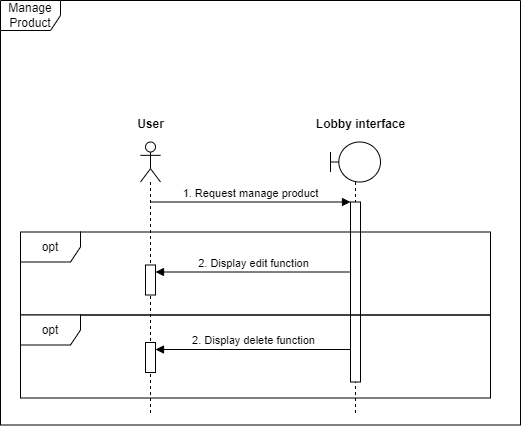 Manage
Product
User
Lobby interface
1. Request manage product
opt
2. Display edit function
opt
2. Display delete function